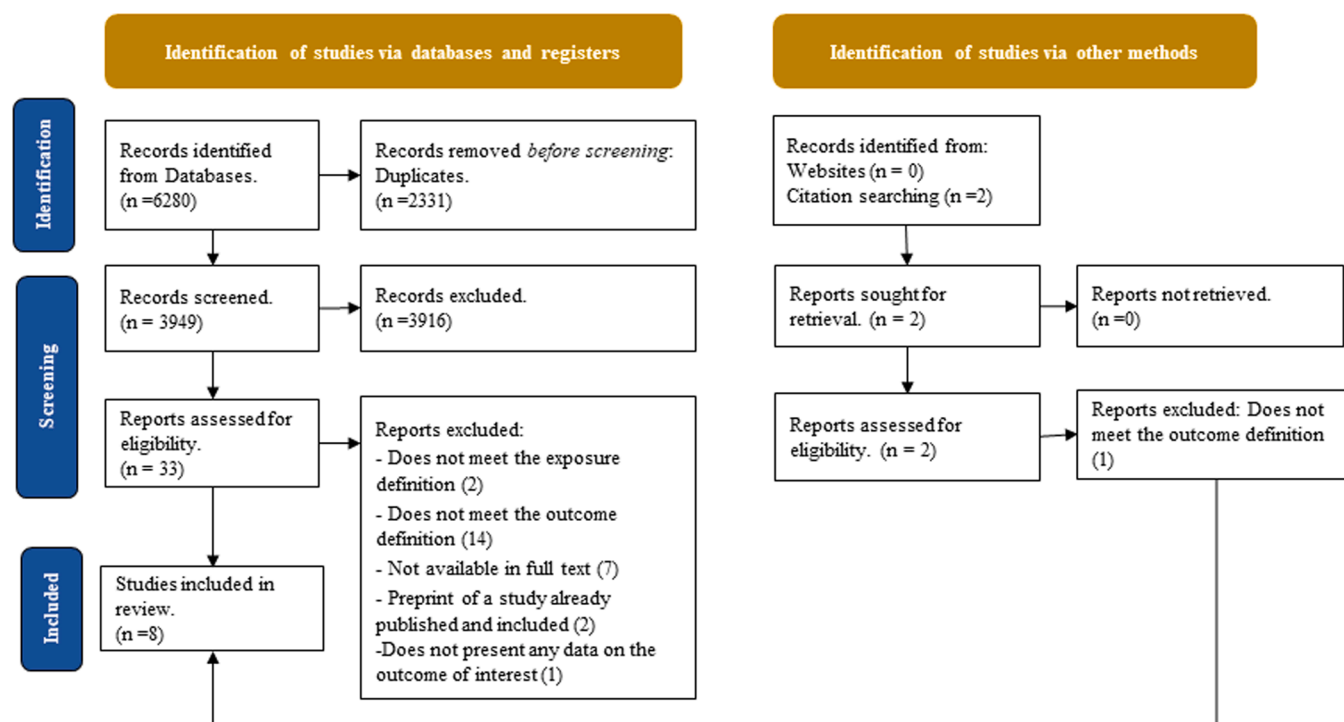 Identification of studies via databases and registers
Identification of studies via other methods
Identification
Records identified
from Databases.
(n =6280)
Records removed before screening:
Duplicates.
(n =2331)
Records identified from:
Websites (n = 0)
Citation searching (n =2)
Screening
Records screened.
(n = 3949)
Records excluded.
(n =3916)
Reports sought for
retrieval. (n = 2)
Reports not retrieved.
(n =0)
Reports assessed for
eligibility.
(n = 33)
Reports excluded:
- Does not meet the exposure
definition (2)
- Does not meet the outcome
definition (14)
- Not available in full text (7)
- Preprint of a study already
published and included (2)
-Does not present any data on the
outcome of interest (1)
Reports assessed for
eligibility. (n = 2)
Reports excluded: Does not
meet the outcome definition
(1)
Included
Studies included in
review.
(n =8)